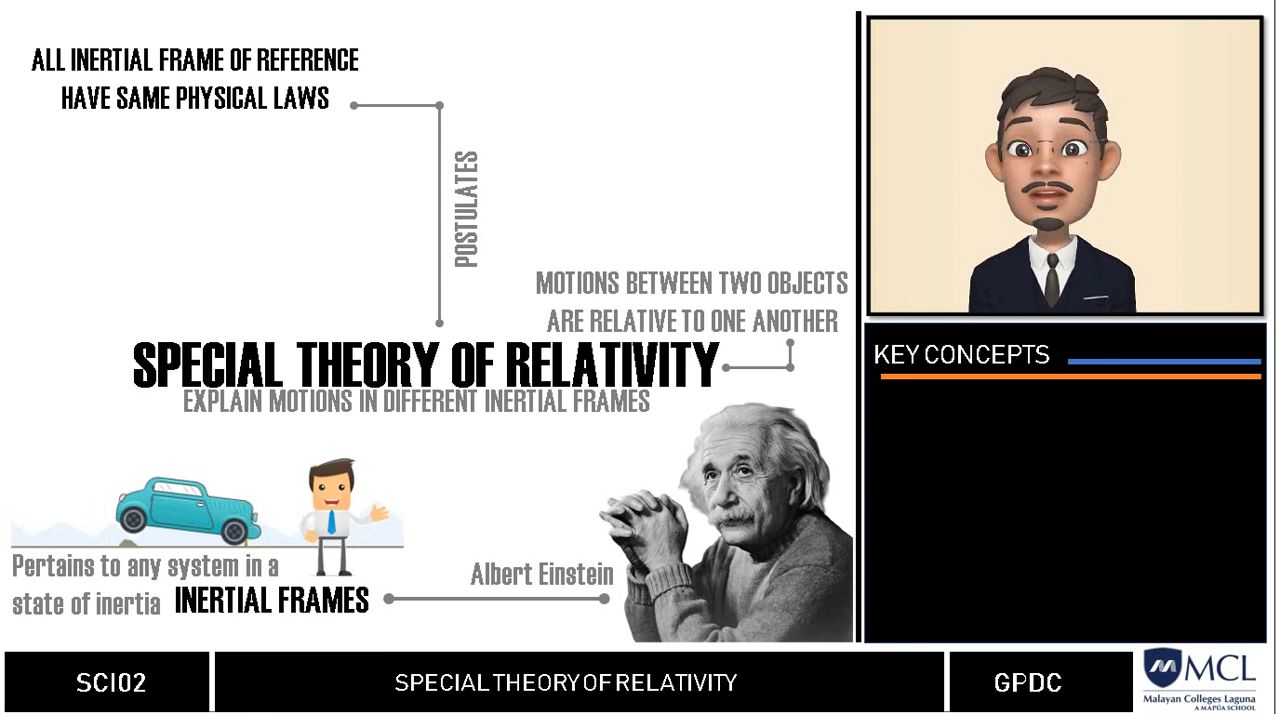 ALL INERTIAL FRAME OF REFERENCE
HAVE SAME PHYSICAL LAWS
POSTULATES
MOTIONS BETWEEN TWO OBJECTS
ARE RELATIVE TO ONE ANOTHER
SPECIAL THEORY OF RELATIVITY
EXPLAIN MOTIONS IN DIFFERENT INERTIAL FRAMES
Pertains to any system in a
state of inertia INERTIAL FRAMES
Albert Einstein
KEY CONCEPTS
SCI02
SPECIAL THEORY OF RELATIVITY
GPDC
MCL
Malayan Colleges Laguna
A MAPÚA SCHOOL